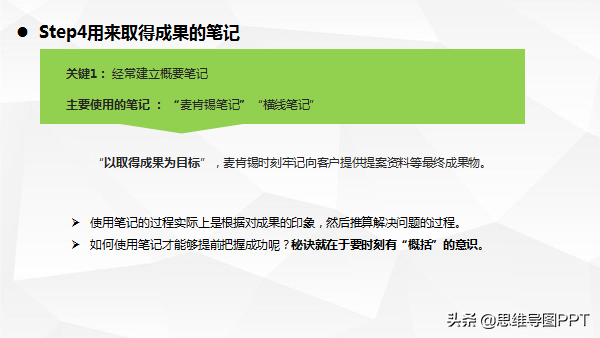 ● Step4用来取得成果的笔记
关键1： 经常建立概要笔记
主要使用的笔记 ： “麦肯锡笔记” “横线笔记”
“以取得成果为目标” ，麦肯锡时刻牢记向客户提供提案资料等最终成果物。
➢ 使用笔记的过程实际上是根据对成果的印象，然后推算解决问题的过程。
➢ 如何使用笔记才能够提前把握成功呢？秘诀就在于要时刻有“概括”的意识。
头条 @思维导图PPT